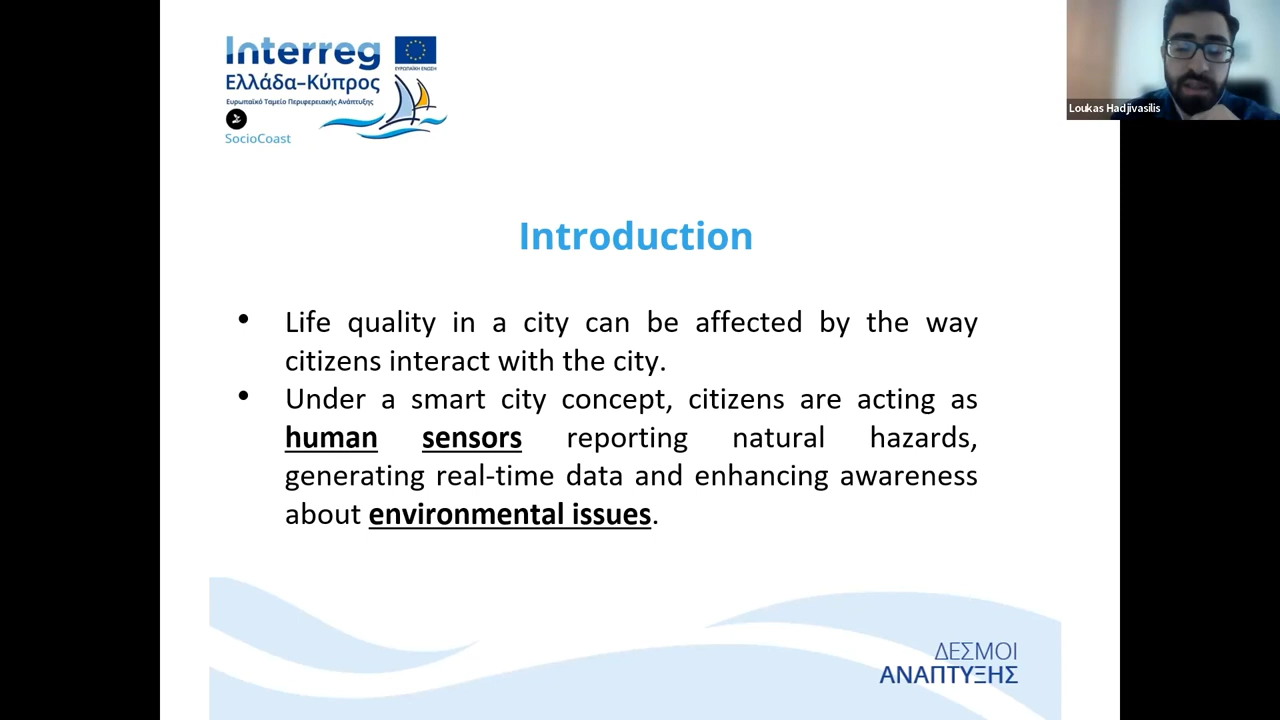 Interreg
ΕΥΡΩΠΑΪΚΗ ΕΝΩΣΗ
Ελλάδα-Κύπρος
Ευρωπαϊκό Ταμείο Περιφερειακής Ανάπτυξης
SocioCoast
Loukas Hadjivasilis
Introduction
• Life quality in a city can be affected by the way
citizens interact with the city.
• Under a smart city concept, citizens are acting as
human sensors reporting natural hazards,
generating real-time data and enhancing awareness
about environmental issues.
ΔΕΣΜΟΙ
ΑΝΑΠΤΥΞΗΣ